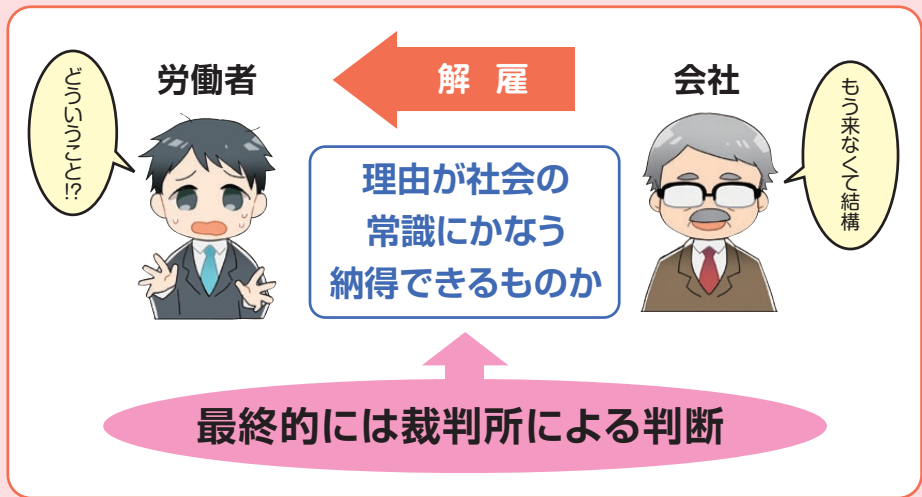 労働者
解雇
会社
どういうこと!?
もう来なくて結構
理由が社会の
常識にかなう
納得できるものか
最終的には裁判所による判断